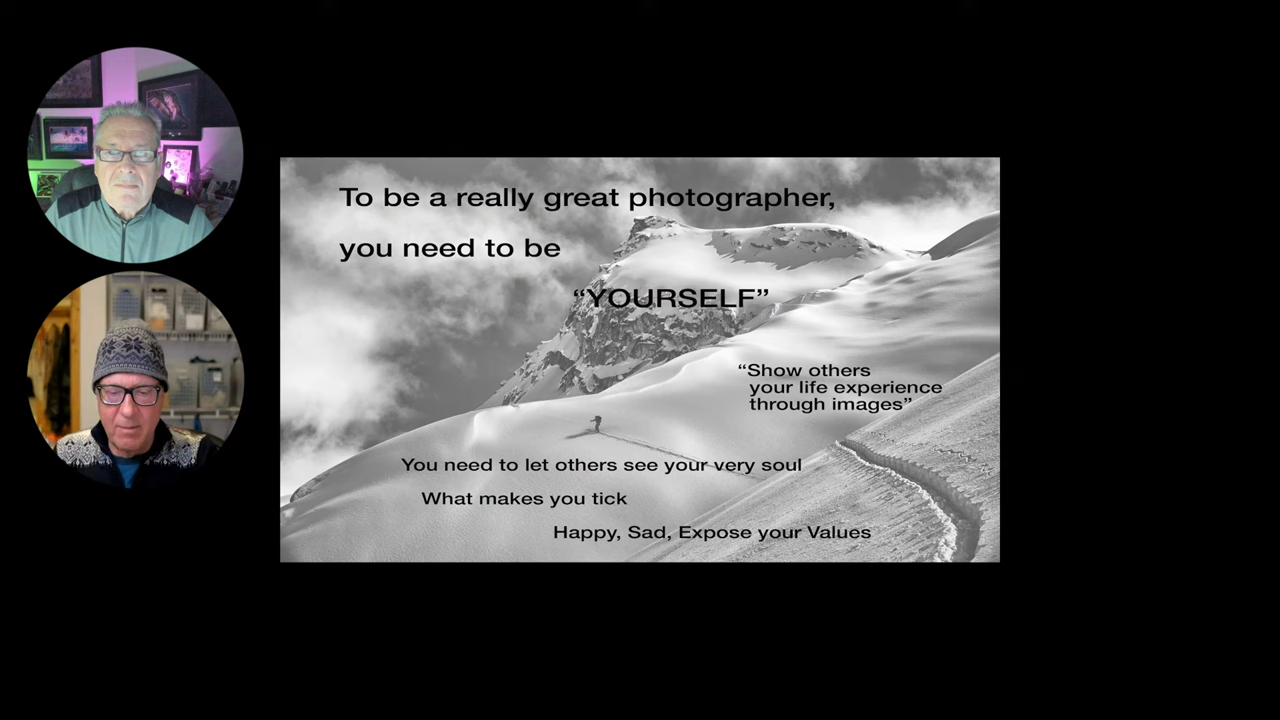 To be a really great photographer,
you need to be
“YOURSELF”
“Show others
your life experience
through images”
You need to let others see your very soul
What makes you tick
Happy, Sad, Expose your Values